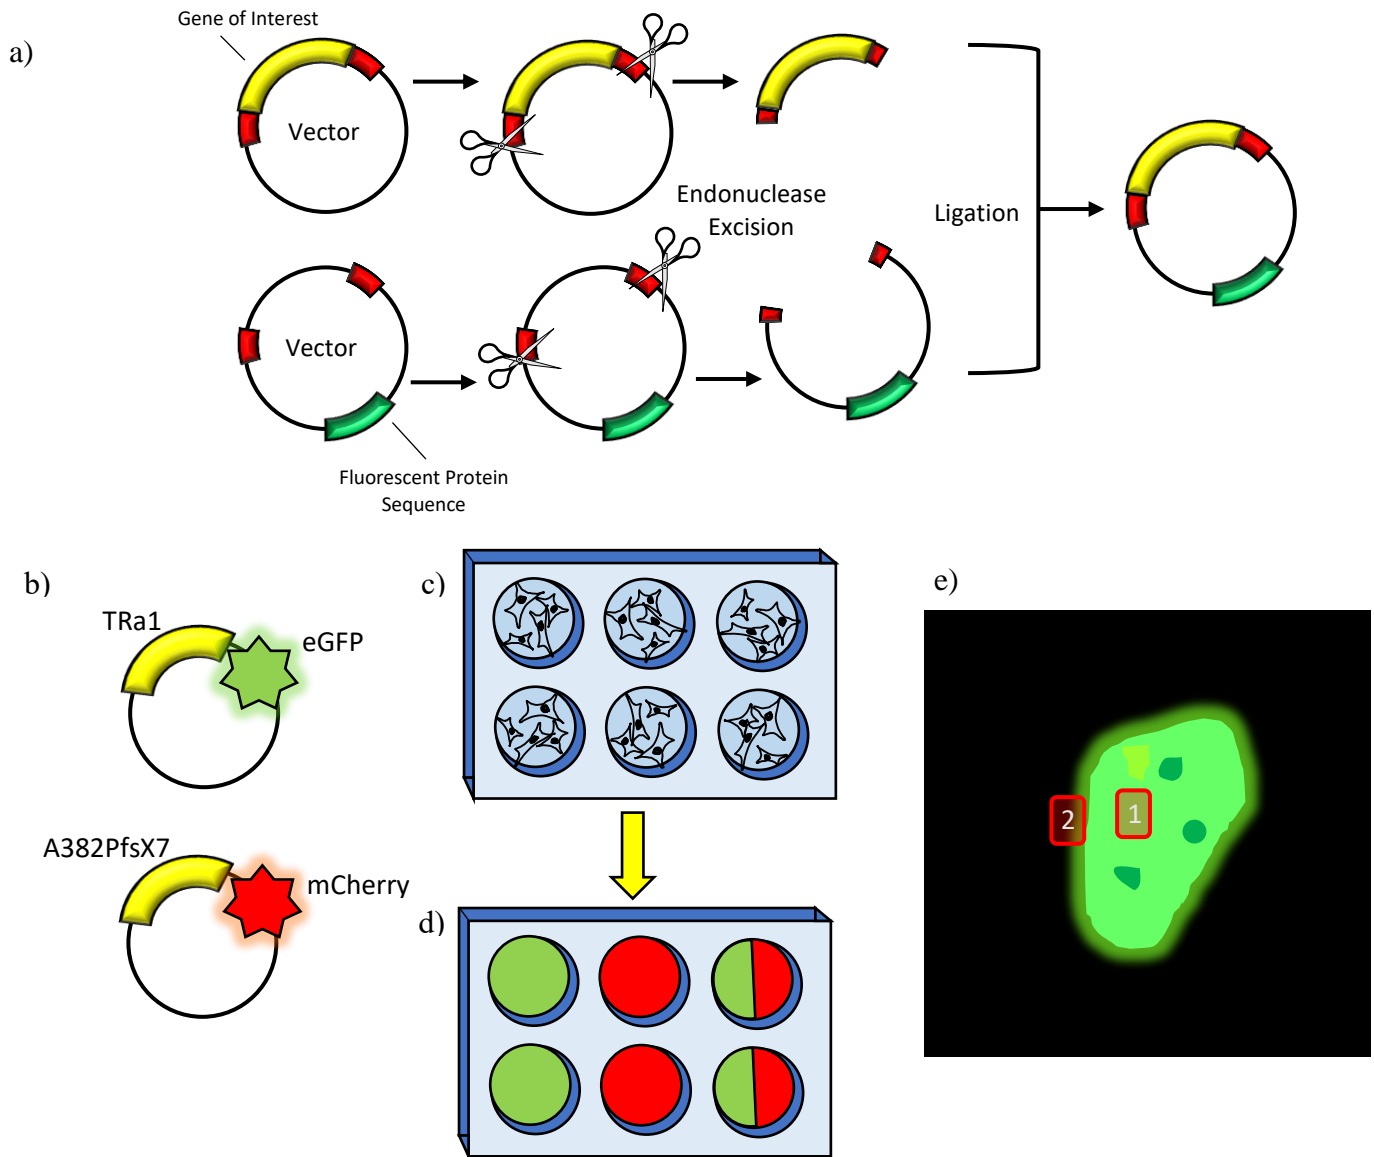 a)
Gene of Interest
Vector
Endonuclease
Excision
Ligation
Vector
Fluorescent Protein
Sequence
b)
TRa1
eGFP
A382PfsX7
mCherry
c)
d)
e)
2
1